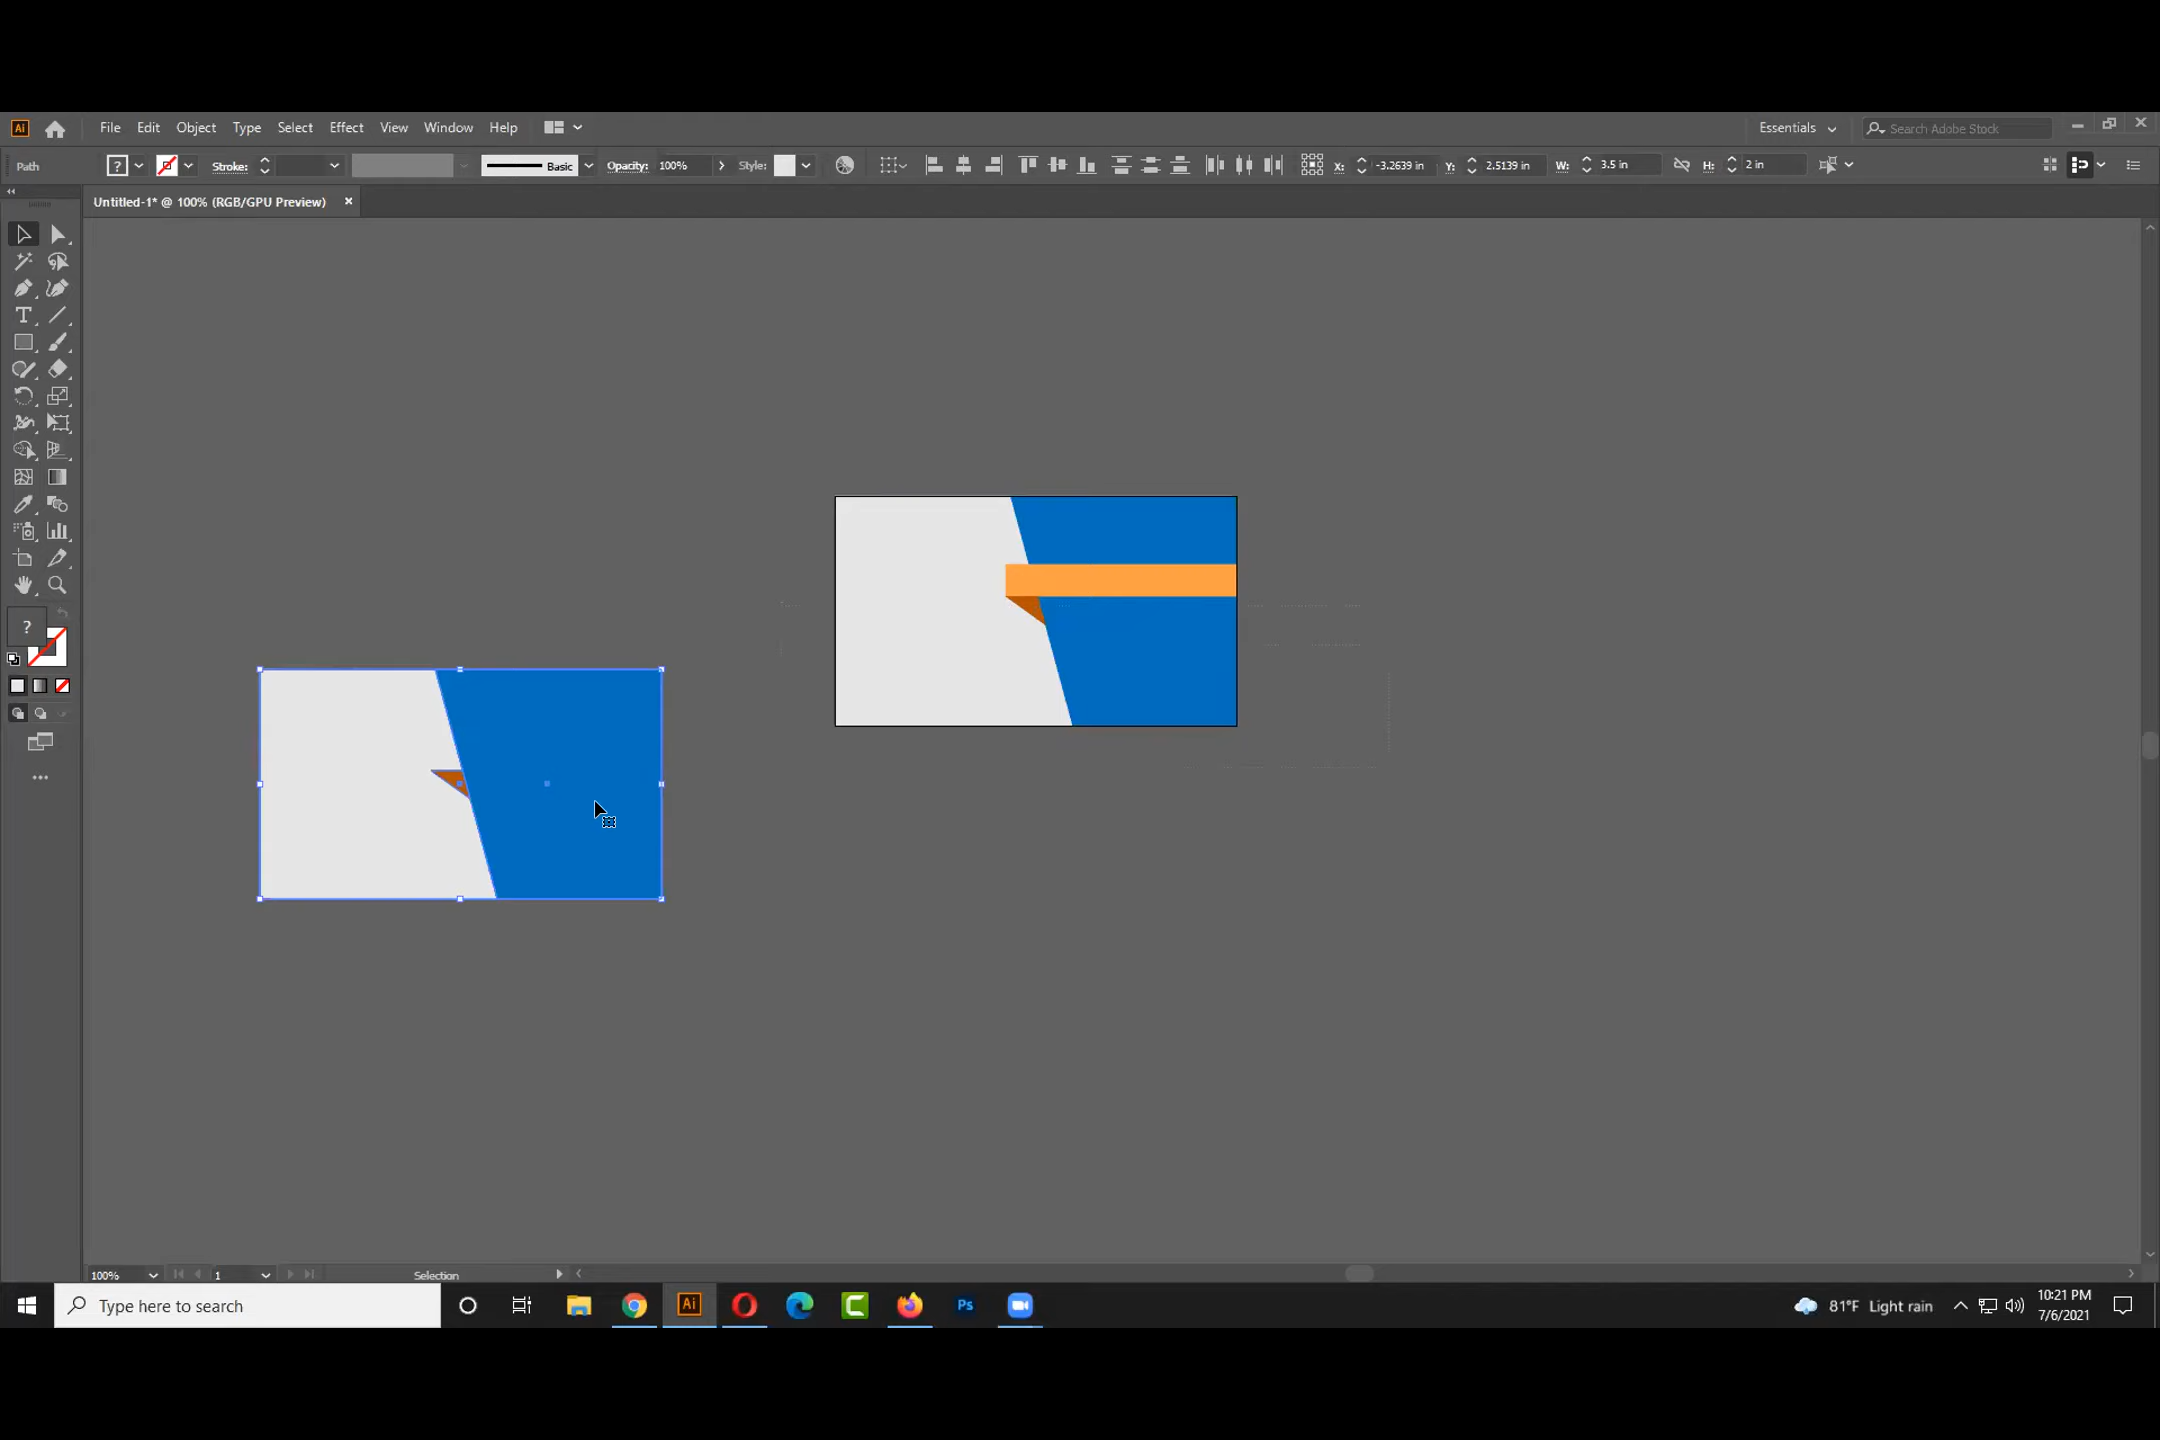 Ai File Edit Object Type Select Effect View Window Help Essentials Search Adobe Stock
Path ? Stroke: Basic Opacity: 100% Style: X: -3.2639 in Y: 2.5139 in W: 3.5 in H: 2 in
Untitled-1* @ 100% (RGB/GPU Preview) ×
T
?
100% 1 Selection
Type here to search Ai Ps 81°F Light rain 10:21 PM
7/6/2021